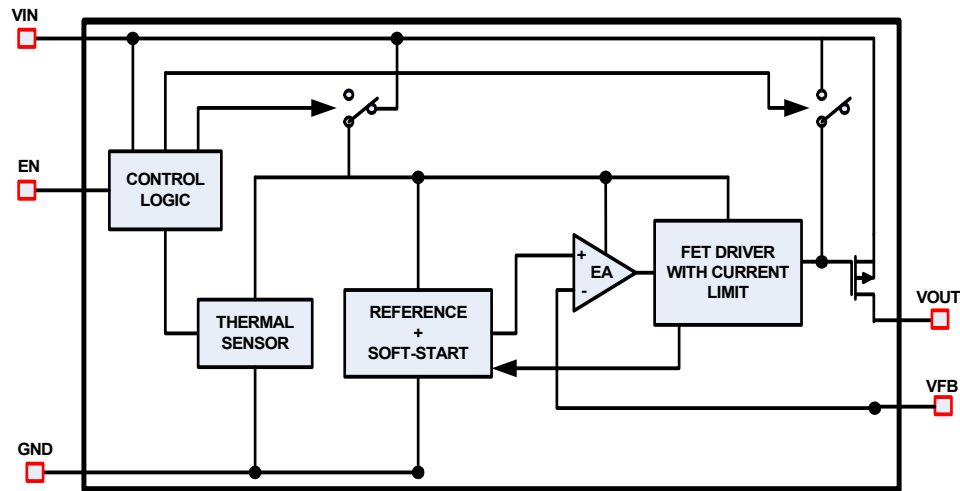 VIN
EN
CONTROL
LOGIC
THERMAL
SENSOR
REFERENCE
+
SOFT-START
+
EA
-
FET DRIVER
WITH CURRENT
LIMIT
VOUT
VFB
GND